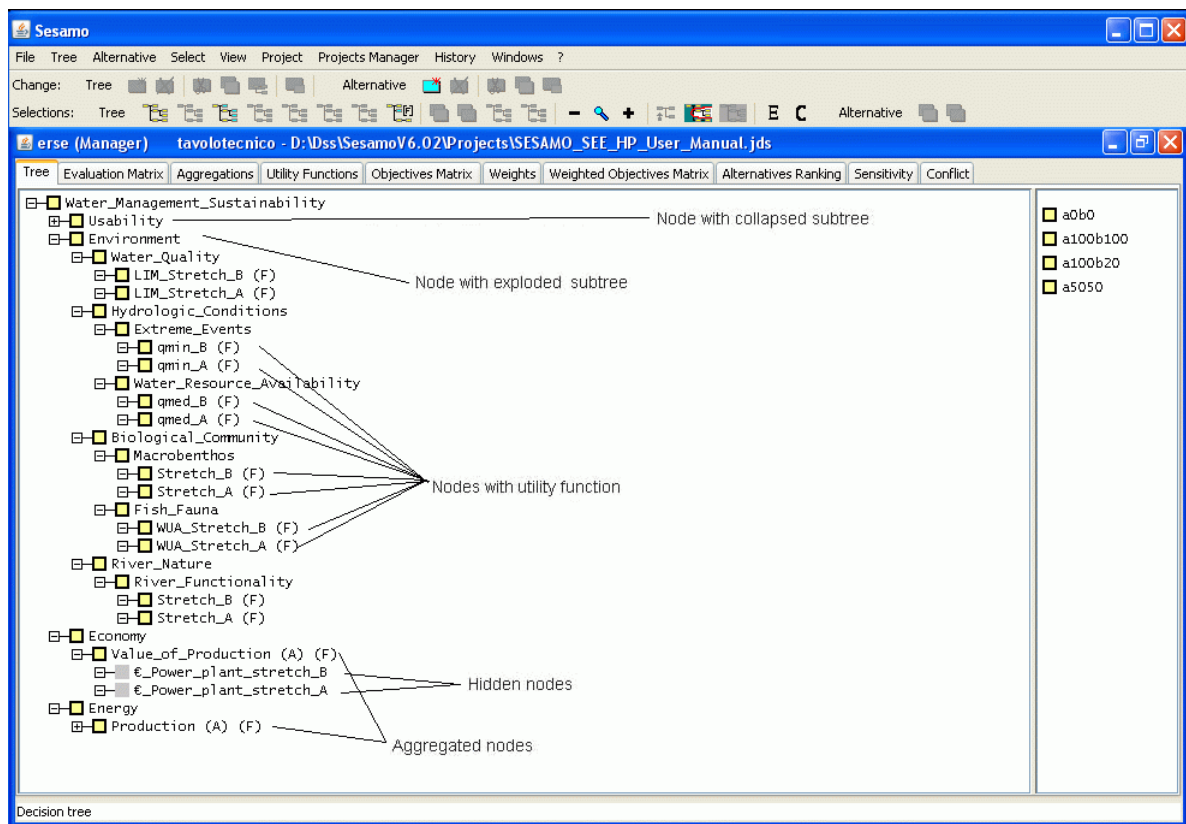 Sesamo
File Tree Alternative Select View Project Projects Manager History Windows ?
Change: Tree Alternative
Selections: Tree E C Alternative
erse (Manager) tavolotecnico - D:\Dss\SesamoV6.02\Projects\SESAMO_SEE_HP_User_Manual.jds
Tree Evaluation Matrix Aggregations Utility Functions Objectives Matrix Weights Weighted Objectives Matrix Alternatives Ranking Sensitivity Conflict
Water_Management_Sustainability
Usability Node with collapsed subtree a0b0
Environment a100b100
Water_Quality a100b20
LIM_Stretch_B (F) Node with exploded subtree
LIM_Stretch_A (F) a5050
Hydrologic_Conditions
Extreme_Events
qmin_B (F)
qmin_A (F)
Water_Resource_Availability
qmed_B (F)
qmed_A (F)
Biological_Community
Macrobenthos
Stretch_B (F) Nodes with utility function
Stretch_A (F)
Fish_Fauna
WUA_Stretch_B (F)
WUA_Stretch_A (F)
River_Nature
River_Functionality
Stretch_B (F)
Stretch_A (F)
Economy
Value_of_Production (A) (F)
€_Power_plant_stretch_B Hidden nodes
€_Power_plant_stretch_A
Energy
Production (A) (F) Aggregated nodes
Decision tree